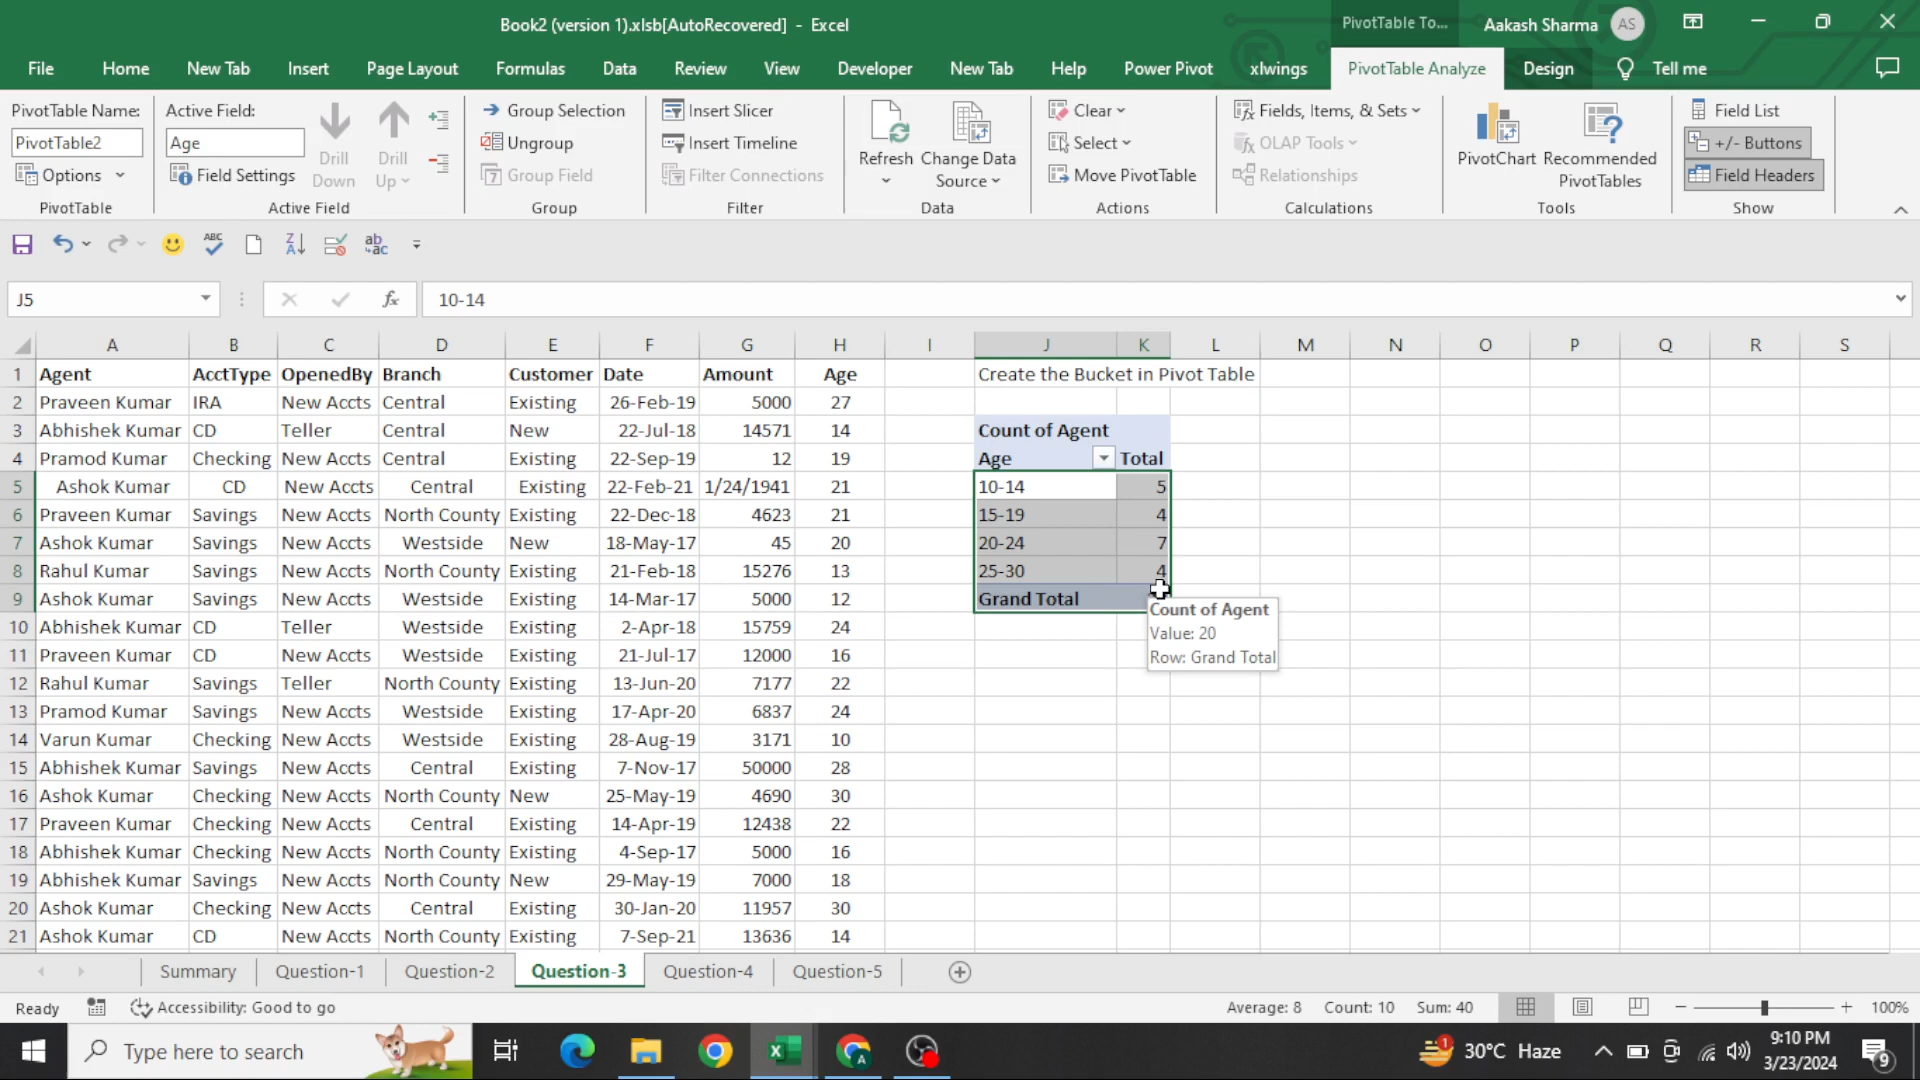 Book2 (version 1).xlsb[AutoRecovered] - Excel
PivotTable To...
Aakash Sharma AS
File Home New Tab Insert Page Layout Formulas Data Review View Developer New Tab Help Power Pivot xlwings PivotTable Analyze Design Tell me
PivotTable Name:
PivotTable2
Options
PivotTable
Active Field:
Age
Field Settings
Drill Down
Drill Up
Active Field
Group Selection
Ungroup
Group Field
Group
Insert Slicer
Insert Timeline
Filter Connections
Filter
Refresh
Change Data Source
Data
Clear
Select
Move PivotTable
Actions
Fields, Items, & Sets
OLAP Tools
Relationships
Calculations
PivotChart
Recommended PivotTables
Tools
Field List
+/- Buttons
Field Headers
Show
J5 fx 10-14
A B C D E F G H I J K L M N O P Q R S
1 Agent AcctType OpenedBy Branch Customer Date Amount Age Create the Bucket in Pivot Table
2 Praveen Kumar IRA New Accts Central Existing 26-Feb-19 5000 27
3 Abhishek Kumar CD Teller Central New 22-Jul-18 14571 14 Count of Agent
4 Pramod Kumar Checking New Accts Central Existing 22-Sep-19 12 19 Age Total
5 Ashok Kumar CD New Accts Central Existing 22-Feb-21 1/24/1941 21 10-14 5
6 Praveen Kumar Savings New Accts North County Existing 22-Dec-18 4623 21 15-19 4
7 Ashok Kumar Savings New Accts Westside New 18-May-17 45 20 20-24 7
8 Rahul Kumar Savings New Accts North County Existing 21-Feb-18 15276 13 25-30 4
9 Ashok Kumar Savings New Accts Westside Existing 14-Mar-17 5000 12 Grand Total
10 Abhishek Kumar CD Teller Westside Existing 2-Apr-18 15759 24
11 Praveen Kumar CD New Accts Westside Existing 21-Jul-17 12000 16
12 Rahul Kumar Savings Teller North County Existing 13-Jun-20 7177 22
13 Pramod Kumar Savings New Accts Westside Existing 17-Apr-20 6837 24
14 Varun Kumar Checking New Accts Westside Existing 28-Aug-19 3171 10
15 Abhishek Kumar Savings New Accts Central Existing 7-Nov-17 50000 28
16 Ashok Kumar Checking New Accts North County New 25-May-19 4690 30
17 Praveen Kumar Checking New Accts Central Existing 14-Apr-19 12438 22
18 Abhishek Kumar Checking New Accts North County Existing 4-Sep-17 5000 16
19 Abhishek Kumar Savings New Accts North County New 29-May-19 7000 18
20 Ashok Kumar Checking New Accts Central Existing 30-Jan-20 11957 30
21 Ashok Kumar CD New Accts North County Existing 7-Sep-21 13636 14
Count of Agent
Value: 20
Row: Grand Total
Summary Question-1 Question-2 Question-3 Question-4 Question-5
Ready Accessibility: Good to go Average: 8 Count: 10 Sum: 40 100%
Type here to search
30°C Haze
9:10 PM
3/23/2024
9